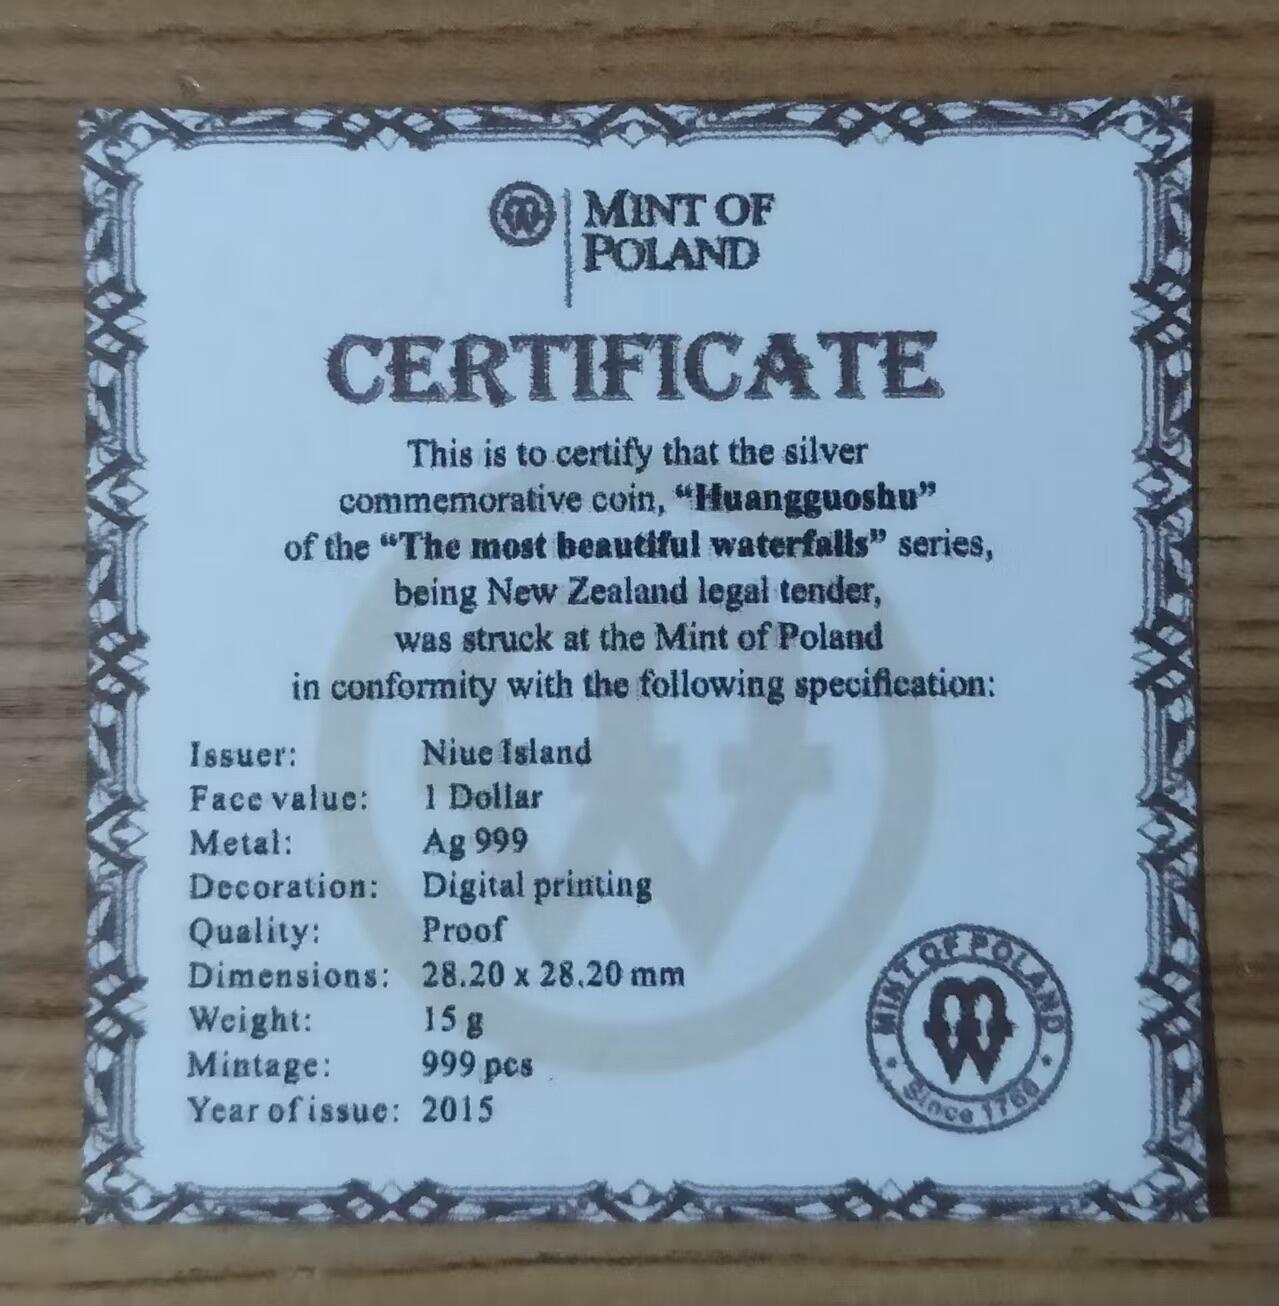 MINT OF
POLAND
CERTIFICATE
This is to certify that the silver
commemorative coin, “Huangguoshu”
of the “The most beautiful waterfalls” series,
being New Zealand legal tender,
was struck at the Mint of Poland
in conformity with the following specification:
Issuer: Niue Island
Face value: 1 Dollar
Metal: Ag 999
Decoration: Digital printing
Quality: Proof
Dimensions: 28.20 x 28.20 mm
Weight: 15 g
Mintage: 999 pcs
Year of issue: 2015
MINT OF POLAND
Since 1766